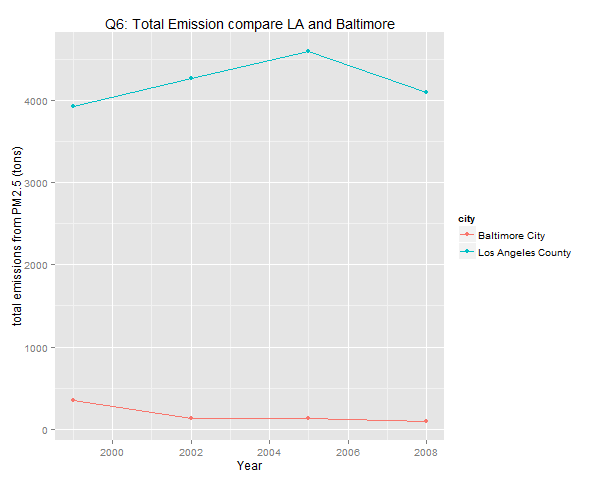 Q6: Total Emission compare LA and Baltimore
total emissions from PM2.5 (tons)
4000
3000
2000
1000
0
2000
2002
2004
2006
2008
Year
city
Baltimore City
Los Angeles County